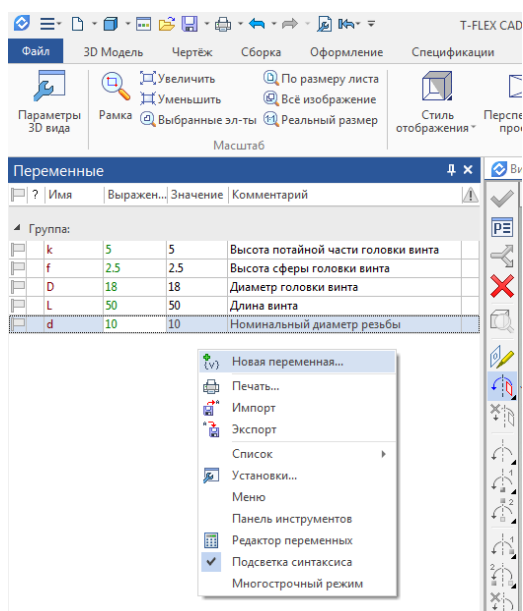 T-FLEX CAD
Файл 3D Модель Чертёж Сборка Оформление Спецификации
Параметры 3D вида
Рамка
Увеличить
Уменьшить
Выбранные эл-ты
По размеру листа
Всё изображение
Реальный размер
Стиль отображения
Масштаб
Переменные
? Имя Выражен... Значение Комментарий
Группа:
k 5 5 Высота потайной части головки винта
f 2.5 2.5 Высота сферы головки винта
D 18 18 Диаметр головки винта
L 50 50 Длина винта
d 10 10 Номинальный диаметр резьбы
Новая переменная...
Печать...
Импорт
Экспорт
Список
Установки...
Меню
Панель инструментов
Редактор переменных
Подсветка синтаксиса
Многострочный режим